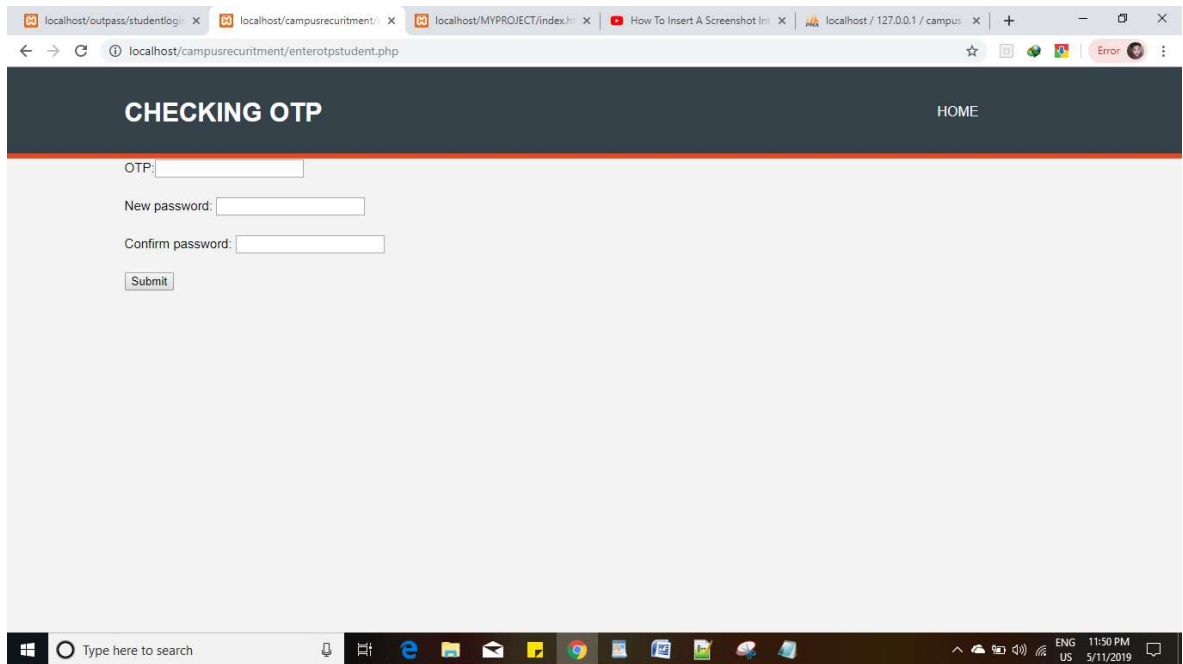 localhost/outpass/studentlogin
localhost/campusrecuritment/
localhost/MYPROJECT/index.h
How To Insert A Screenshot Int
localhost / 127.0.0.1 / campus
localhost/campusrecuritment/enterotpstudent.php
Error
CHECKING OTP
HOME
OTP:
New password:
Confirm password:
Submit
Type here to search
ENG
US
11:50 PM
5/11/2019